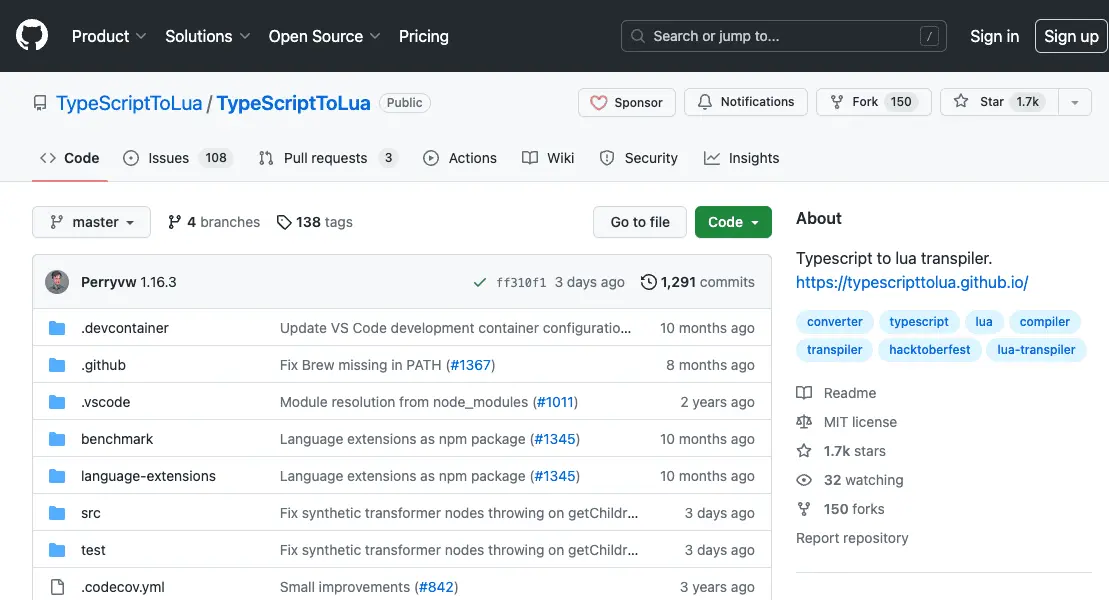 Product Solutions Open Source Pricing Search or jump to... / Sign in Sign up
TypeScriptToLua / TypeScriptToLua Public Sponsor Notifications Fork 150 Star 1.7k
Code Issues 108 Pull requests 3 Actions Wiki Security Insights
master 4 branches 138 tags Go to file Code
Perryvw 1.16.3 ff310f1 3 days ago 1,291 commits
.devcontainer Update VS Code development container configuratio... 10 months ago
.github Fix Brew missing in PATH (#1367) 8 months ago
.vscode Module resolution from node_modules (#1011) 2 years ago
benchmark Language extensions as npm package (#1345) 10 months ago
language-extensions Language extensions as npm package (#1345) 10 months ago
src Fix synthetic transformer nodes throwing on getChildr... 3 days ago
test Fix synthetic transformer nodes throwing on getChildr... 3 days ago
.codecov.yml Small improvements (#842) 3 years ago
About
Typescript to lua transpiler.
https://typescripttolua.github.io/
converter typescript lua compiler
transpiler hacktoberfest lua-transpiler
Readme
MIT license
1.7k stars
32 watching
150 forks
Report repository